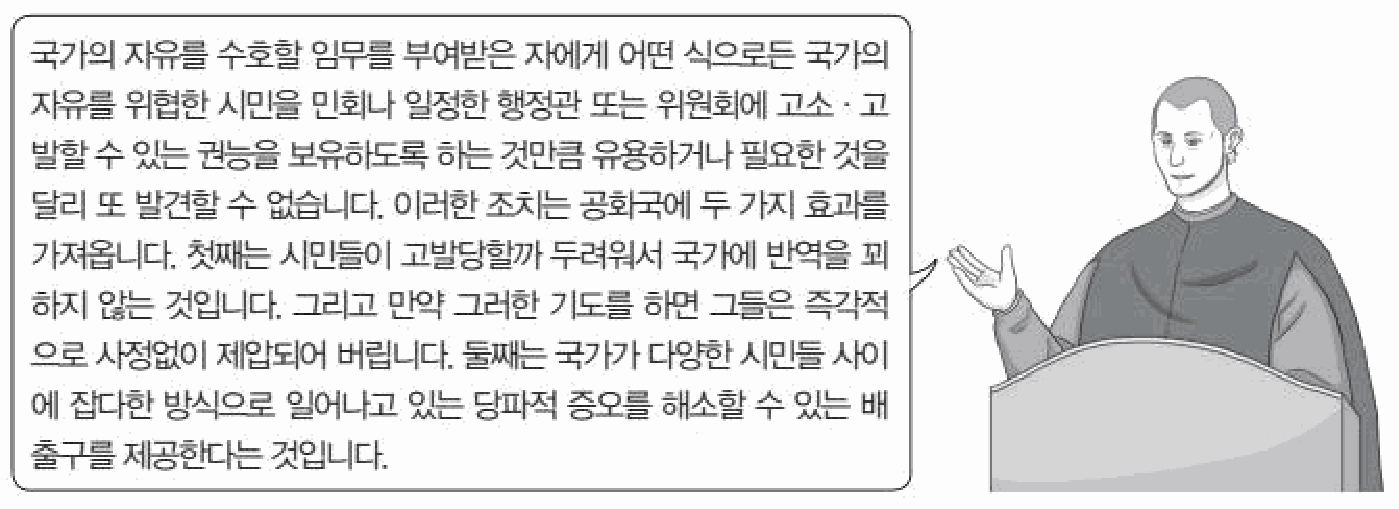 국가의 자유를 수호할 임무를 부여받은 자에게 어떤 식으로든 국가의
자유를 위협한 시민을 민회나 일정한 행정관 또는 위원회에 고소 · 고
발할 수 있는 권능을 보유하도록 하는 것만큼 유용하거나 필요한 것을
달리 또 발견할 수 없습니다. 이러한 조치는 공화국에 두 가지 효과를
가져옵니다. 첫째는 시민들이 고발당할까 두려워서 국가에 반역을 꾀
하지 않는 것입니다. 그리고 만약 그러한 기도를 하면 그들은 즉각적
으로 사정없이 제압되어 버립니다. 둘째는 국가가 다양한 시민들 사이
에 잡다한 방식으로 일어나고 있는 당파적 증오를 해소할 수 있는 배
출구를 제공한다는 것입니다.